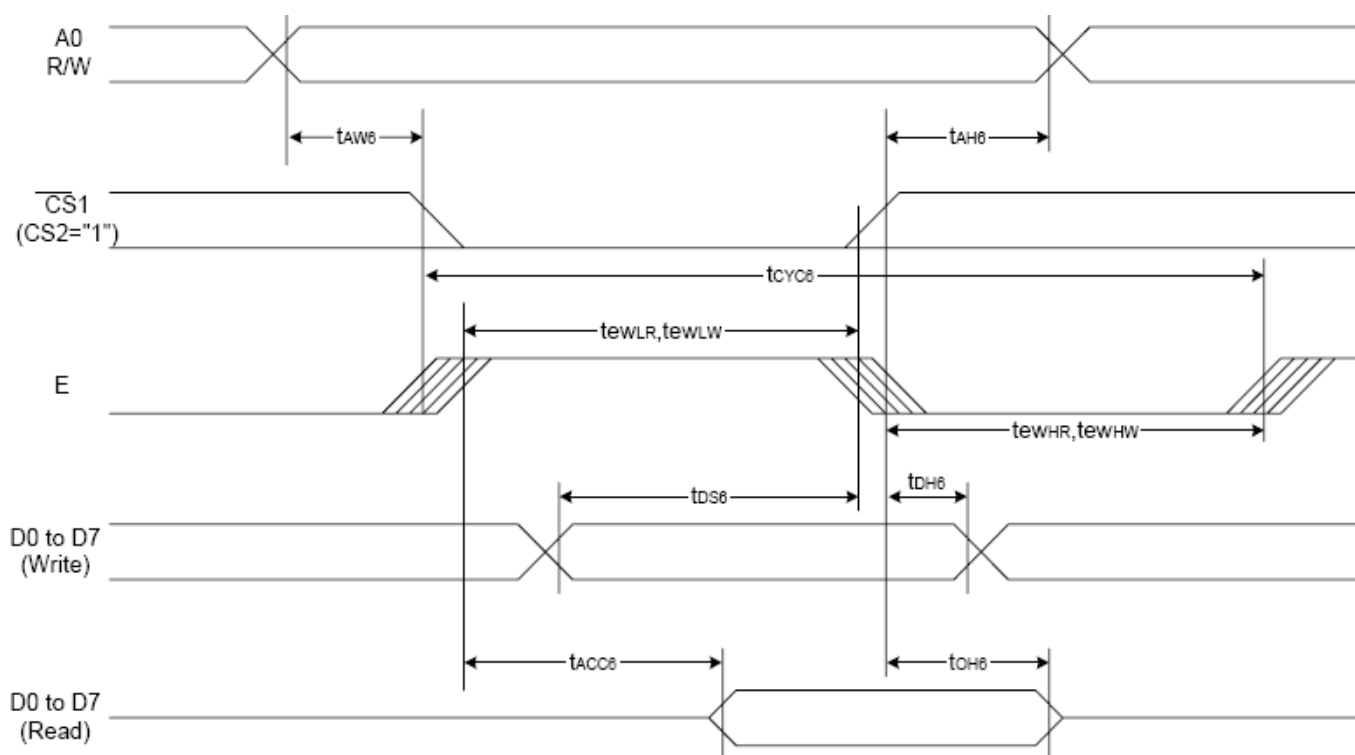 A0
R/W
tAW6
tAH6
CS1
(CS2="1")
tCYC6
tewLR,tewLW
E
tewHR,tewHW
tDS6
tDH6
D0 to D7
(Write)
tACC6
tOH6
D0 to D7
(Read)